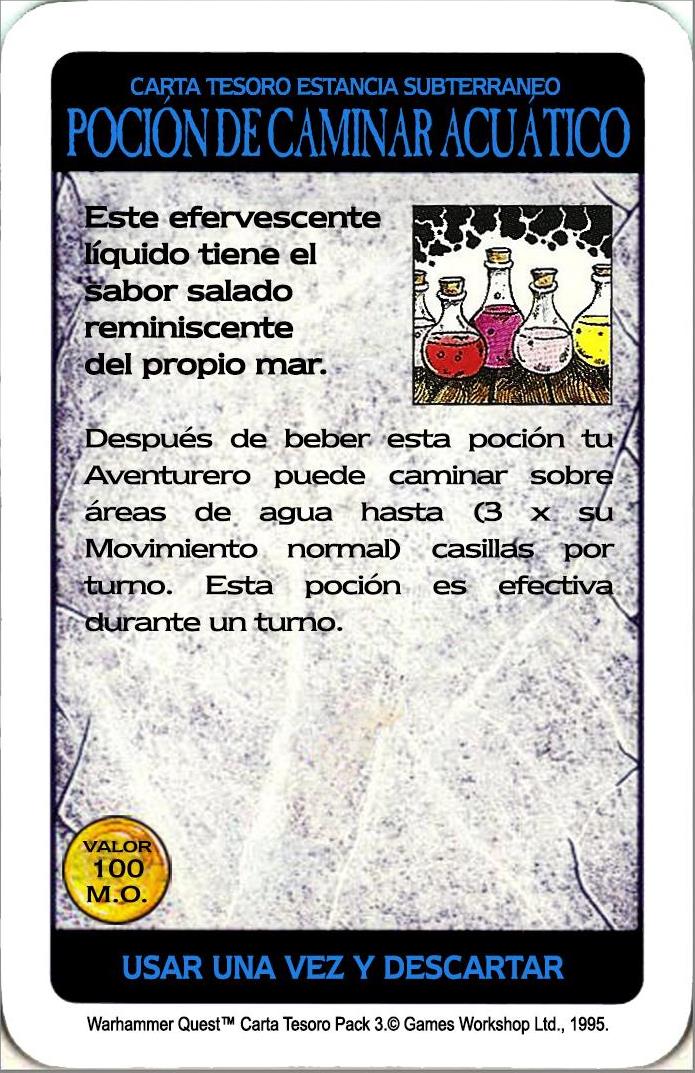 CARTA TESORO ESTANCIA SUBTERRANEO
POCIÓN DE CAMINAR ACUÁTICO
Este efervescente
líquido tiene el
sabor salado
reminiscente
del propio mar.
Después de beber esta poción tu
Aventurero puede caminar sobre
áreas de agua hasta (3 x su
Movimiento normal) casillas por
turno. Esta poción es efectiva
durante un turno.
VALOR
100
M.O.
USAR UNA VEZ Y DESCARTAR
Warhammer Quest™ Carta Tesoro Pack 3.© Games Workshop Ltd., 1995.